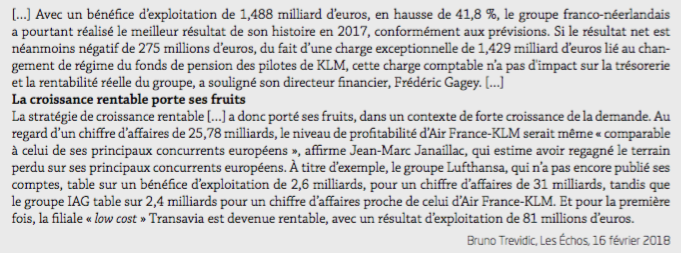 [...] Avec un bénéfice d'exploitation de 1,488 milliard d'euros, en hausse de 41,8 %, le groupe franco-néerlandais
a pourtant réalisé le meilleur résultat de son histoire en 2017, conformément aux prévisions. Si le résultat net est
néanmoins négatif de 275 millions d'euros, du fait d'une charge exceptionnelle de 1,429 milliard d'euros lié au chan-
gement de régime du fonds de pension des pilotes de KLM, cette charge comptable n'a pas d'impact sur la trésorerie
et la rentabilité réelle du groupe, a souligné son directeur financier, Frédéric Gagey. [...]
La croissance rentable porte ses fruits
La stratégie de croissance rentable [...] a donc porté ses fruits, dans un contexte de forte croissance de la demande. Au
regard d'un chiffre d'affaires de 25,78 milliards, le niveau de profitabilité d'Air France-KLM serait même « comparable
à celui de ses principaux concurrents européens », affirme Jean-Marc Janaillac, qui estime avoir regagné le terrain
perdu sur ses principaux concurrents européens. À titre d'exemple, le groupe Lufthansa, qui n'a pas encore publié ses
comptes, table sur un bénéfice d'exploitation de 2,6 milliards, pour un chiffre d'affaires de 31 milliards, tandis que
le groupe IAG table sur 2,4 milliards pour un chiffre d'affaires proche de celui d'Air France-KLM. Et pour la première
fois, la filiale « low cost » Transavia est devenue rentable, avec un résultat d'exploitation de 81 millions d'euros.
Bruno Trevidic, Les Échos, 16 février 2018